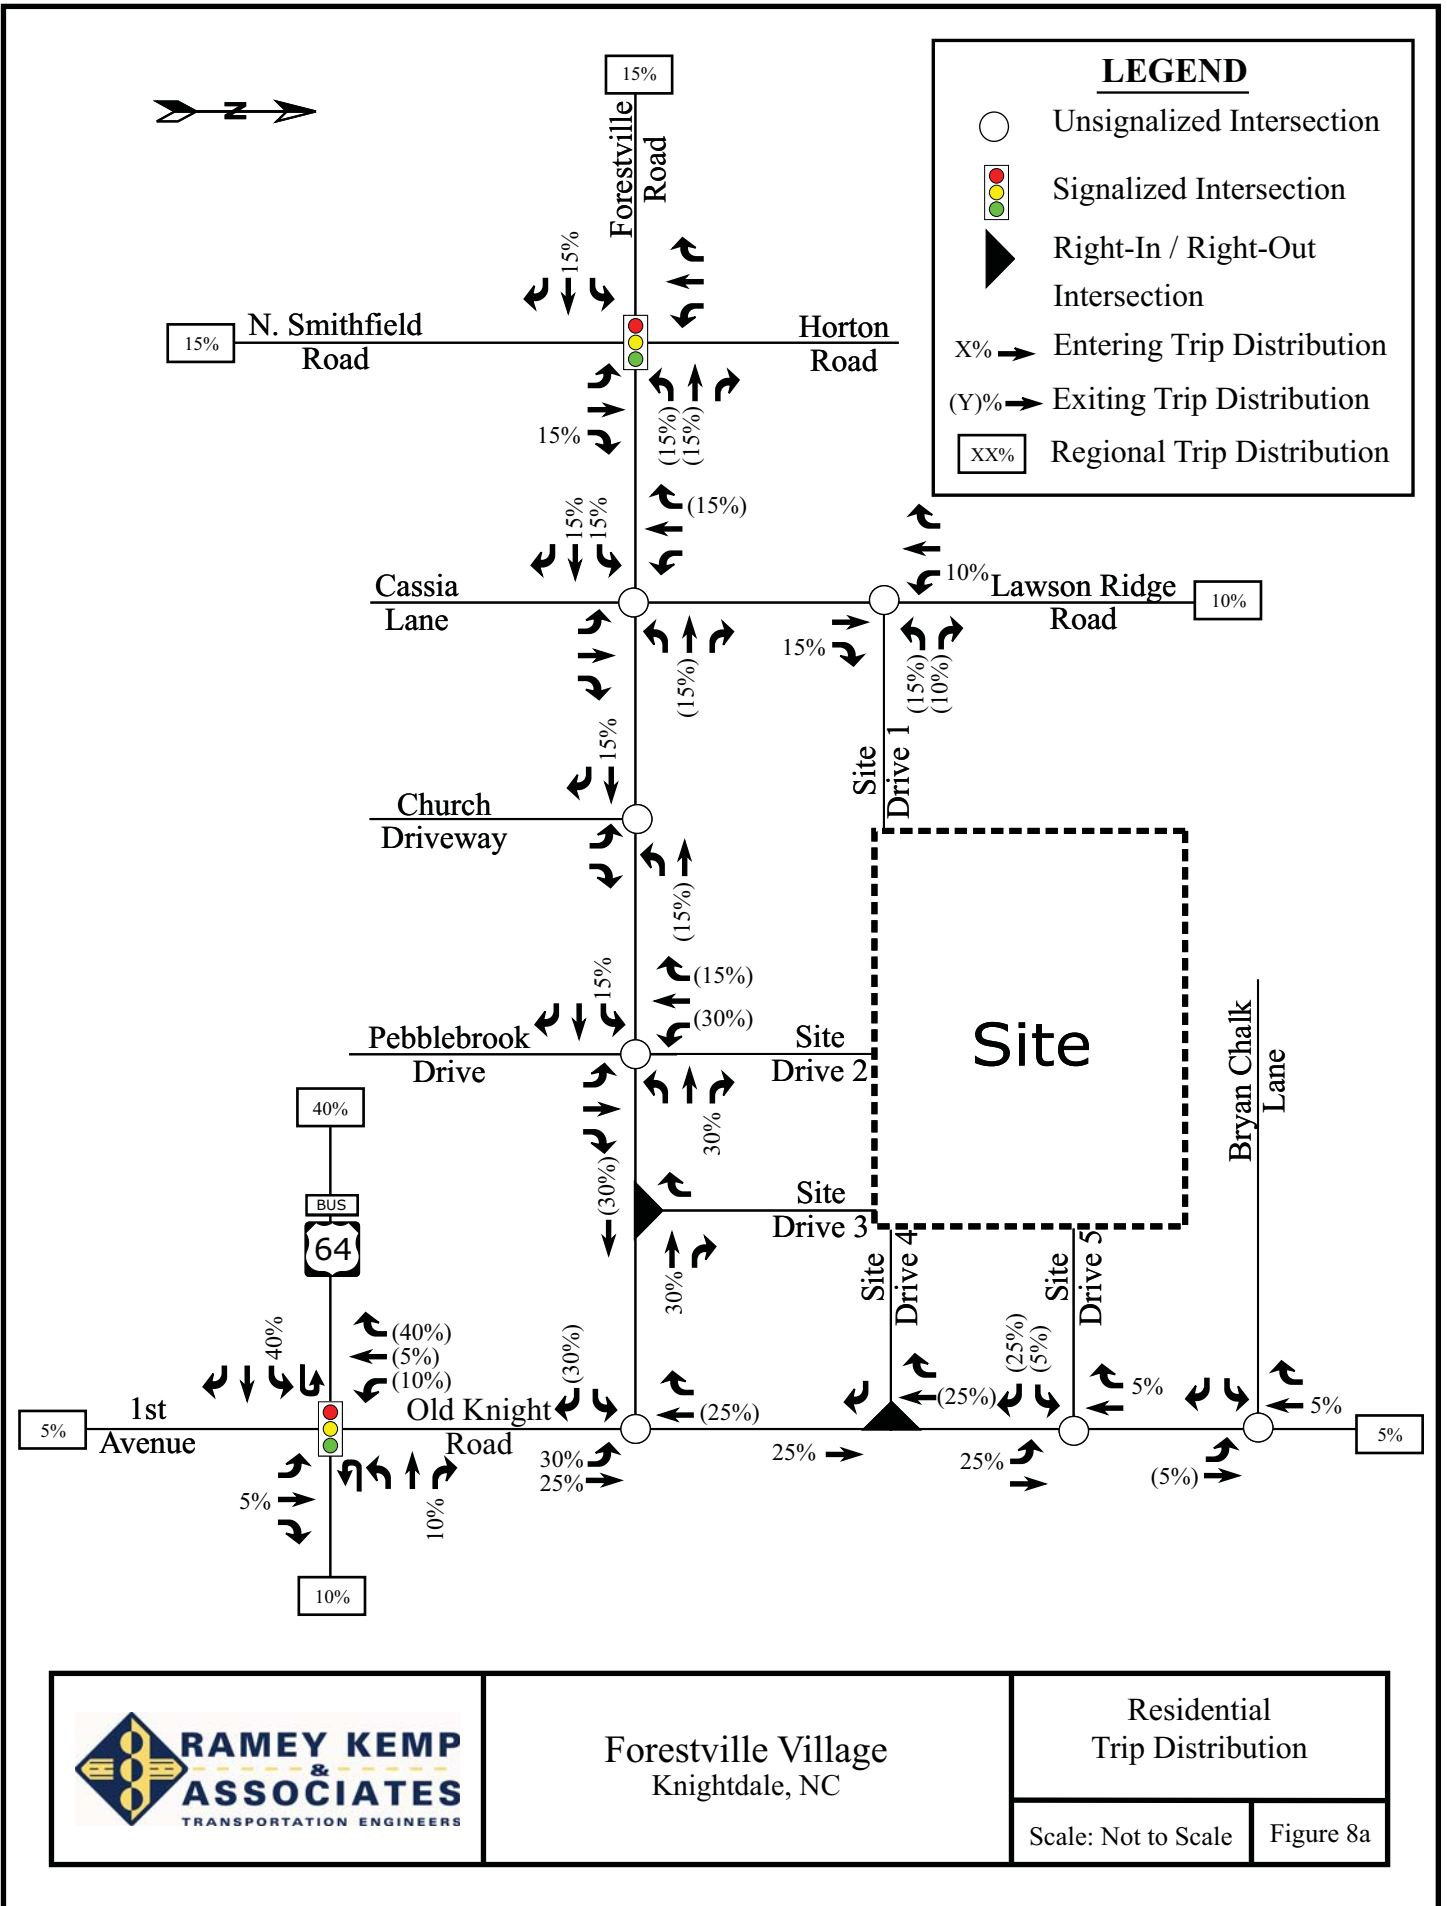 15%
Forestville
Road
N
LEGEND
Unsignalized Intersection
Signalized Intersection
Right-In / Right-Out
Intersection
X%
Entering Trip Distribution
(Y)%
Exiting Trip Distribution
XX%
Regional Trip Distribution
15%
15%
N. Smithfield
Road
Horton
Road
15%
(15%)
(15%)
15%
15%
(15%)
Cassia
Lane
10%
Lawson Ridge
Road
10%
(15%)
15%
(15%)
(10%)
Site
Drive 1
15%
Church
Driveway
(15%)
15%
(15%)
(30%)
Pebblebrook
Drive
Site
Drive 2
30%
Site
Bryan Chalk
Lane
40%
BUS
64
(30%)
Site
Drive 3
30%
Site
Drive 4
Site
Drive 5
40%
(40%)
(5%)
(10%)
(30%)
(25%)
(25%)
(25%)
(5%)
5%
5%
5%
1st
Avenue
Old Knight
Road
5%
5%
10%
30%
25%
25%
25%
(5%)
10%
RAMEY KEMP
&
ASSOCIATES
TRANSPORTATION ENGINEERS
Forestville Village
Knightdale, NC
Residential
Trip Distribution
Scale: Not to Scale
Figure 8a